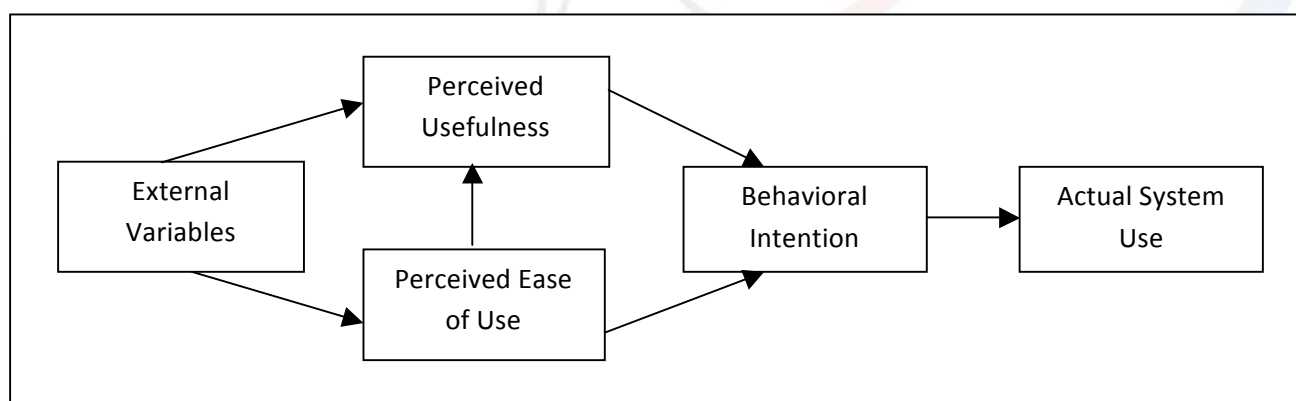 Perceived
Usefulness
External
Variables
Perceived Ease
of Use
Behavioral
Intention
Actual System
Use